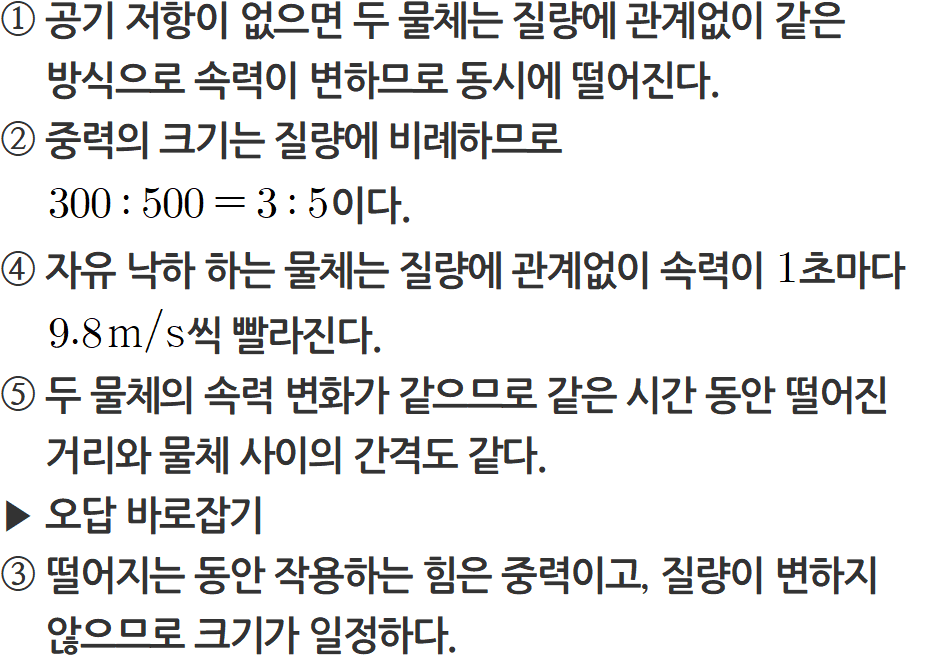 ① 공기 저항이 없으면 두 물체는 질량에 관계없이 같은
방식으로 속력이 변하므로 동시에 떨어진다.
② 중력의 크기는 질량에 비례하므로
300 : 500 = 3 : 5이다.
④ 자유 낙하 하는 물체는 질량에 관계없이 속력이 1초마다
9.8m/s씩 빨라진다.
⑤ 두 물체의 속력 변화가 같으므로 같은 시간 동안 떨어진
거리와 물체 사이의 간격도 같다.
▶ 오답 바로잡기
③ 떨어지는 동안 작용하는 힘은 중력이고, 질량이 변하지
않으므로 크기가 일정하다.